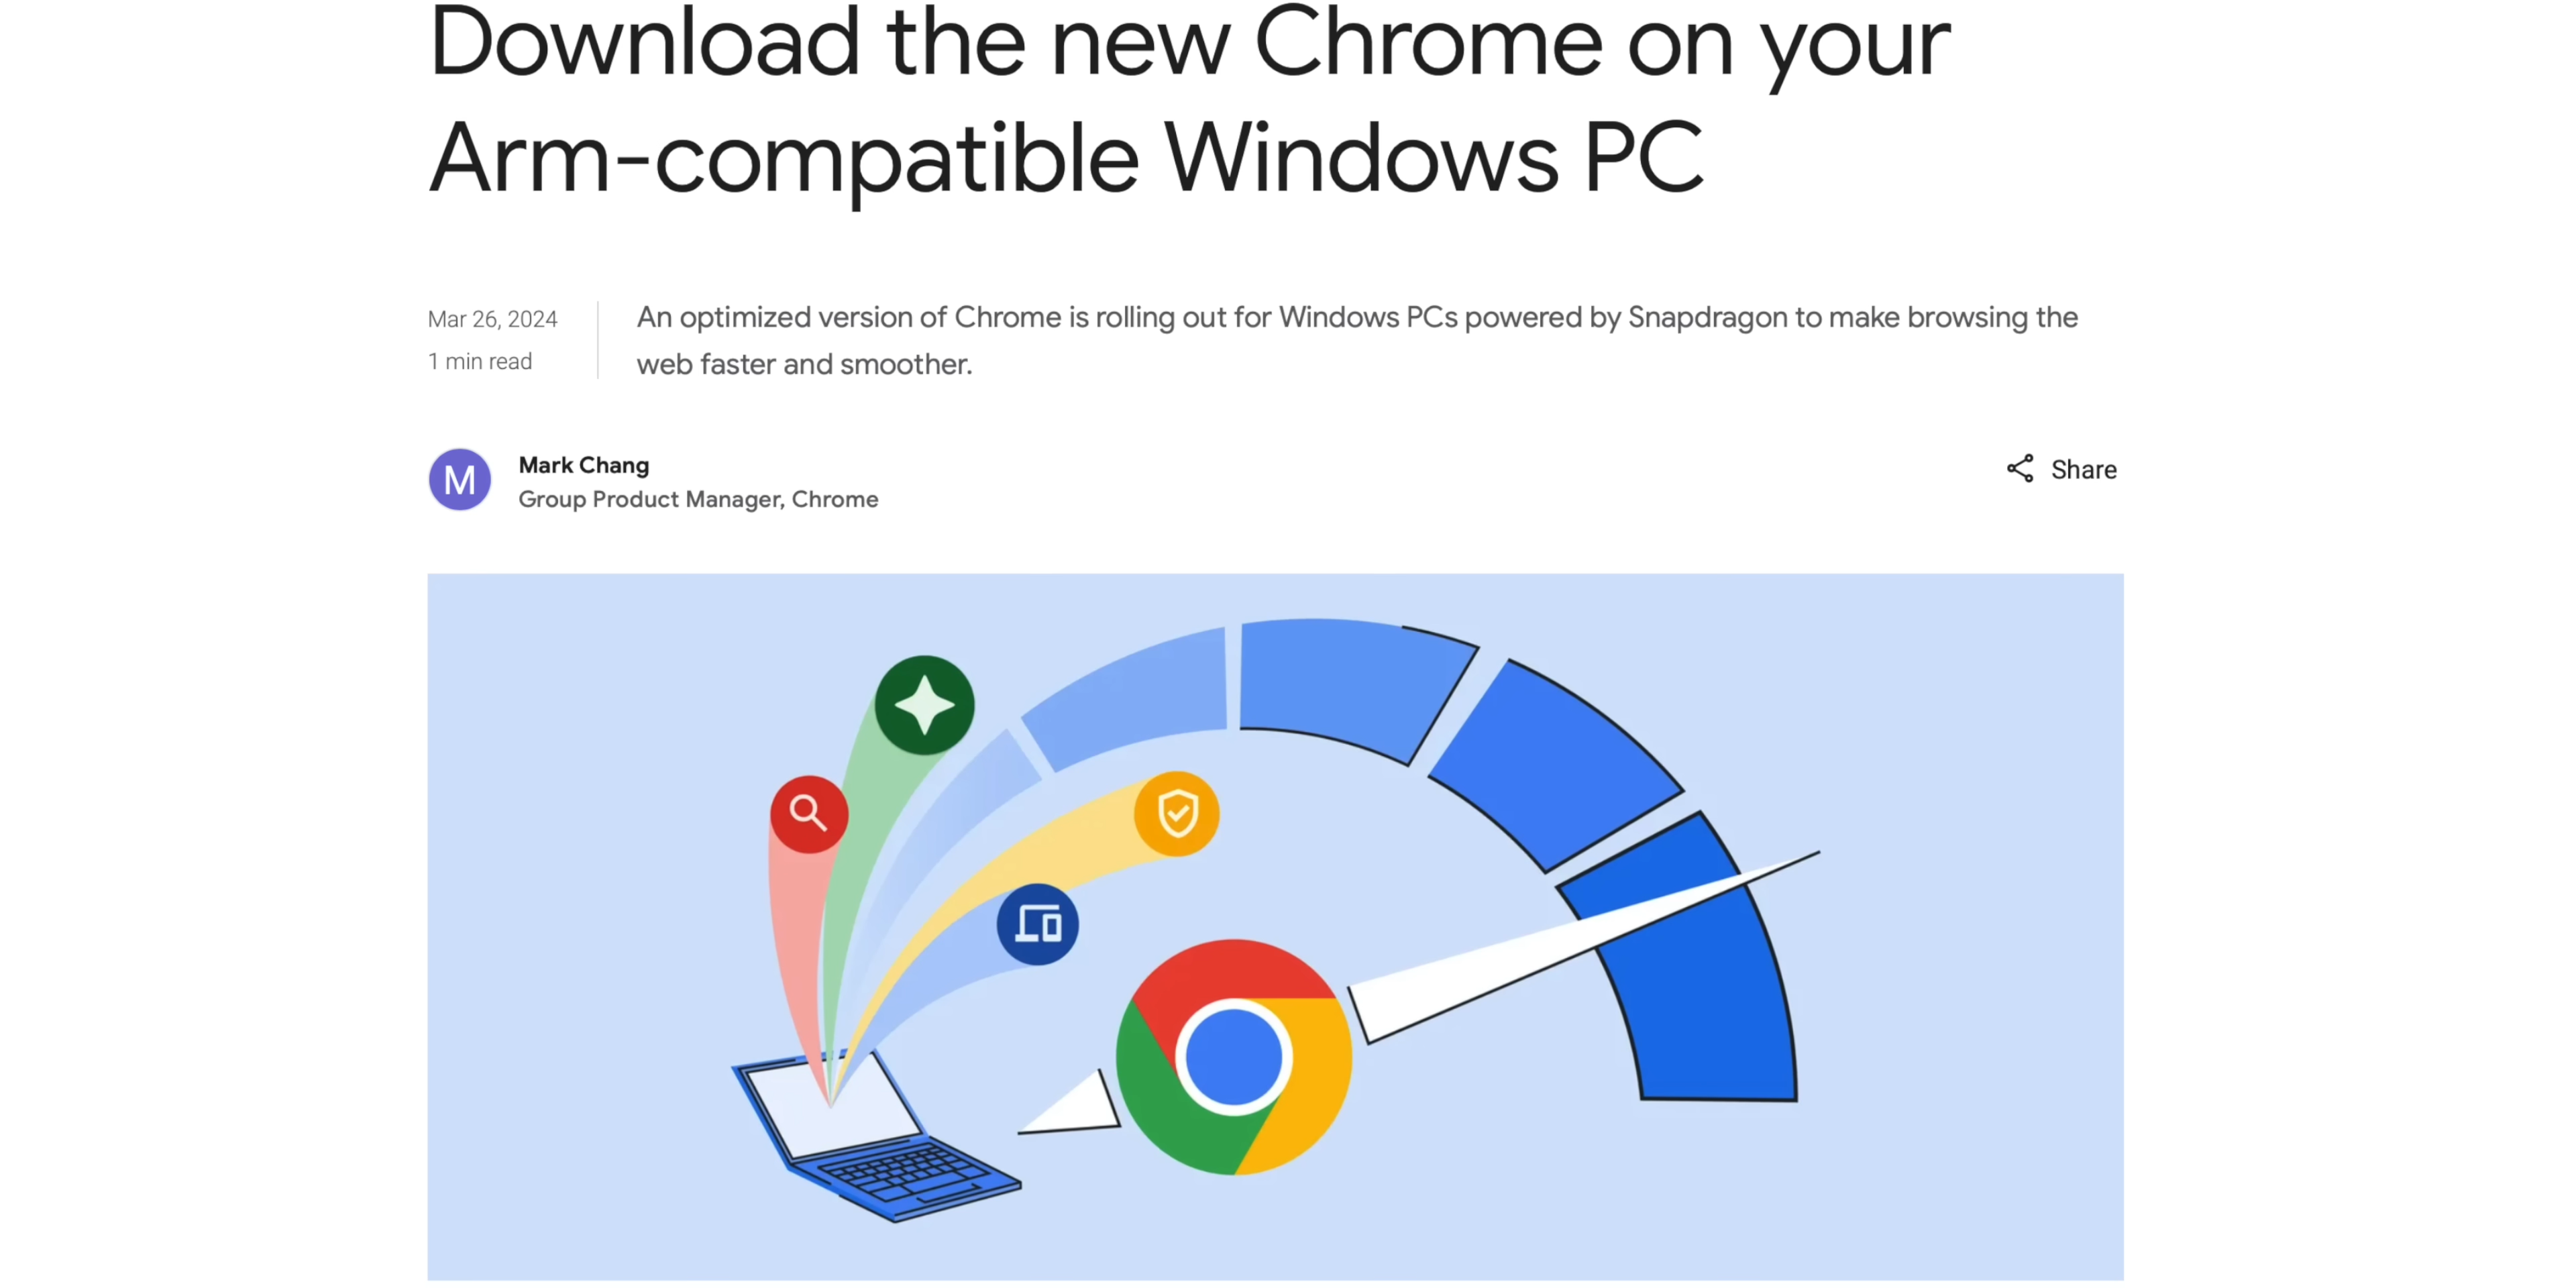 Download the new Chrome on your
Arm-compatible Windows PC
Mar 26, 2024
1 min read
An optimized version of Chrome is rolling out for Windows PCs powered by Snapdragon to make browsing the
web faster and smoother.
M
Mark Chang
Group Product Manager, Chrome
Share